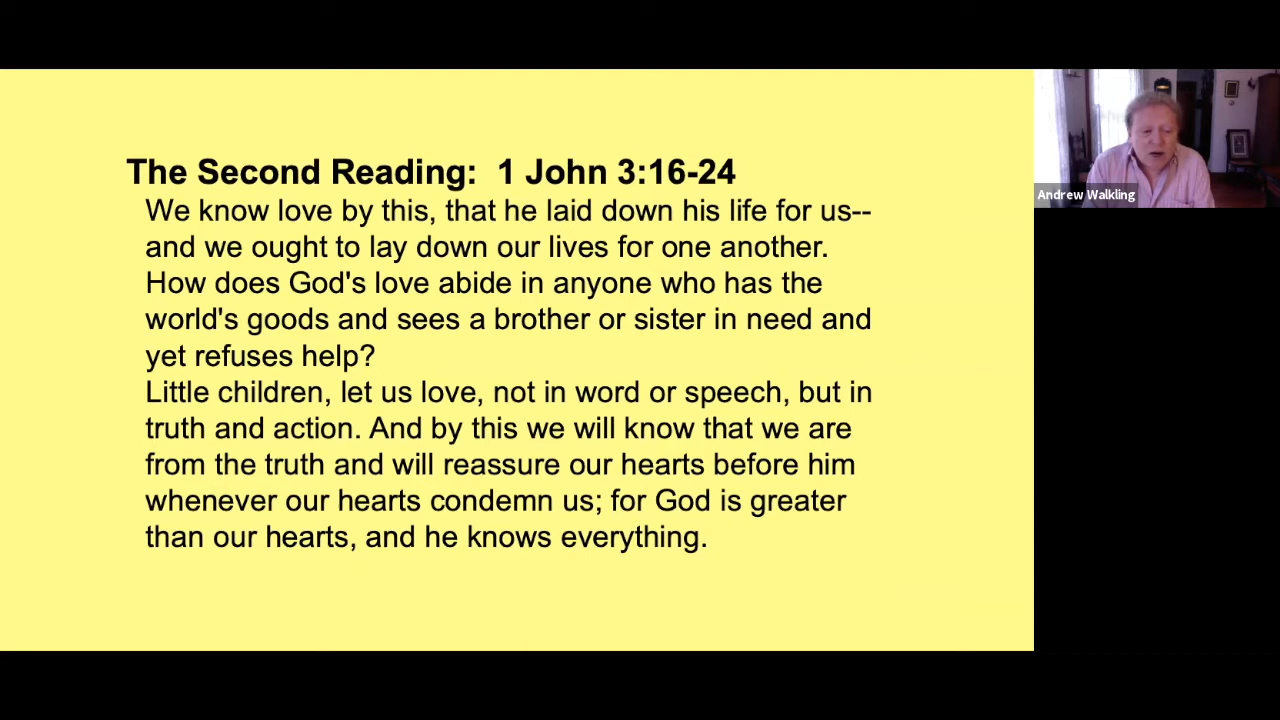 The Second Reading:  1 John 3:16-24
We know love by this, that he laid down his life for us--
and we ought to lay down our lives for one another.
How does God's love abide in anyone who has the
world's goods and sees a brother or sister in need and
yet refuses help?
Little children, let us love, not in word or speech, but in
truth and action. And by this we will know that we are
from the truth and will reassure our hearts before him
whenever our hearts condemn us; for God is greater
than our hearts, and he knows everything.
Andrew Walkling